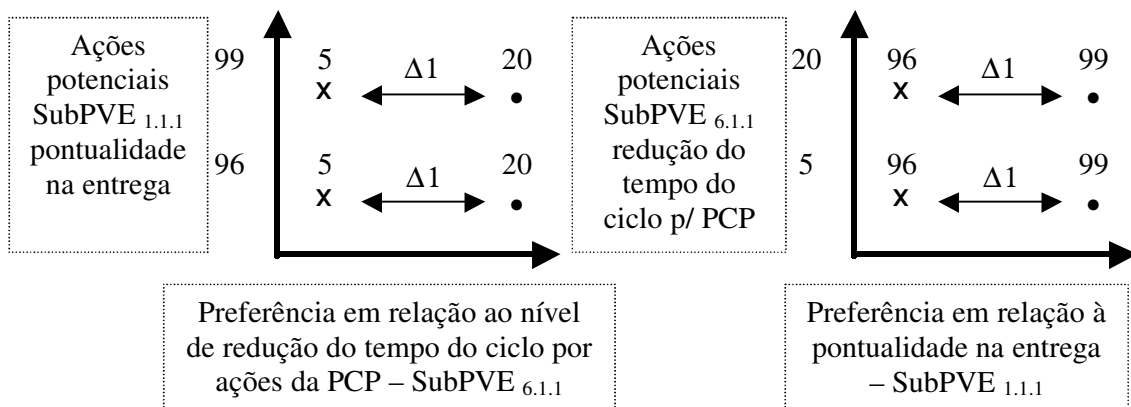 Ações
potenciais
SubPVE 1.1.1
pontualidade
na entrega
99
5
20
x
Δ1
•
96
5
20
x
Δ1
•
Preferência em relação ao nível
de redução do tempo do ciclo por
ações da PCP – SubPVE 6.1.1
Ações
potenciais
SubPVE 6.1.1
redução do
tempo do
ciclo p/ PCP
20
96
99
x
Δ1
•
5
96
99
x
Δ1
•
Preferência em relação à
pontualidade na entrega
– SubPVE 1.1.1